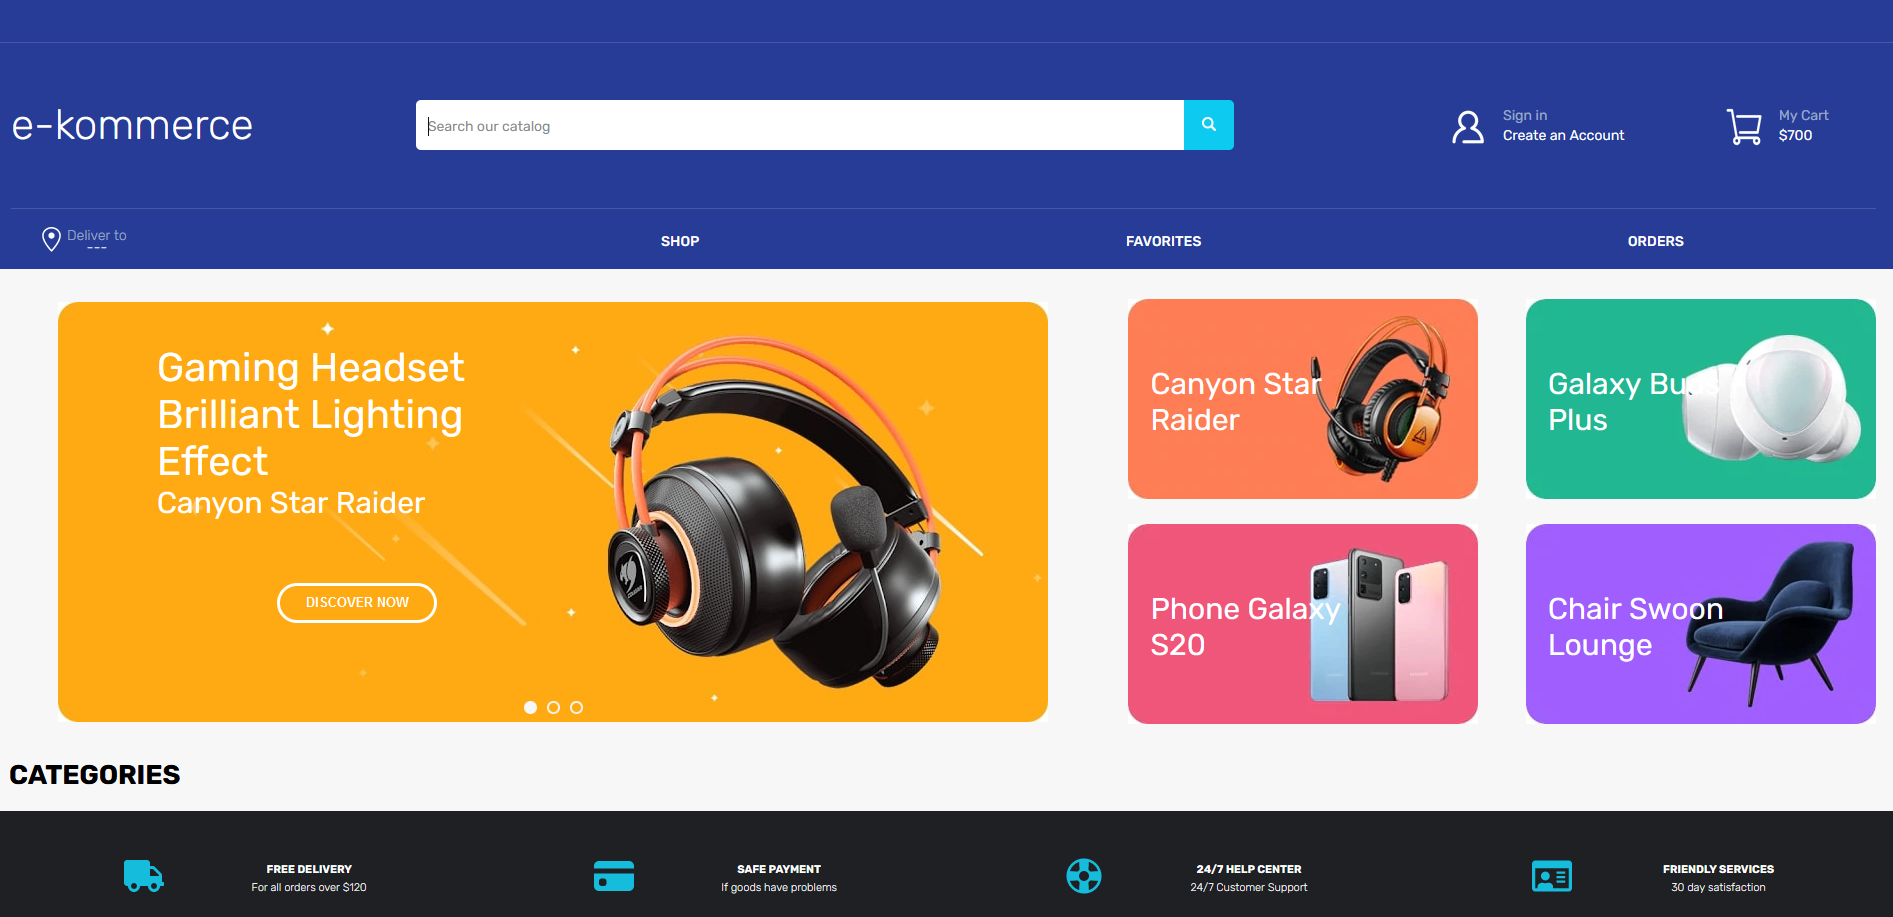 e-kommerce
Search our catalog
Sign in
Create an Account
My Cart
$700
Deliver to
---
SHOP
FAVORITES
ORDERS
Gaming Headset
Brilliant Lighting
Effect
Canyon Star Raider
DISCOVER NOW
Canyon Star
Raider
Galaxy Buds
Plus
Phone Galaxy
S20
Chair Swoon
Lounge
CATEGORIES
FREE DELIVERY
For all orders over $120
SAFE PAYMENT
If goods have problems
24/7 HELP CENTER
24/7 Customer Support
FRIENDLY SERVICES
30 day satisfaction